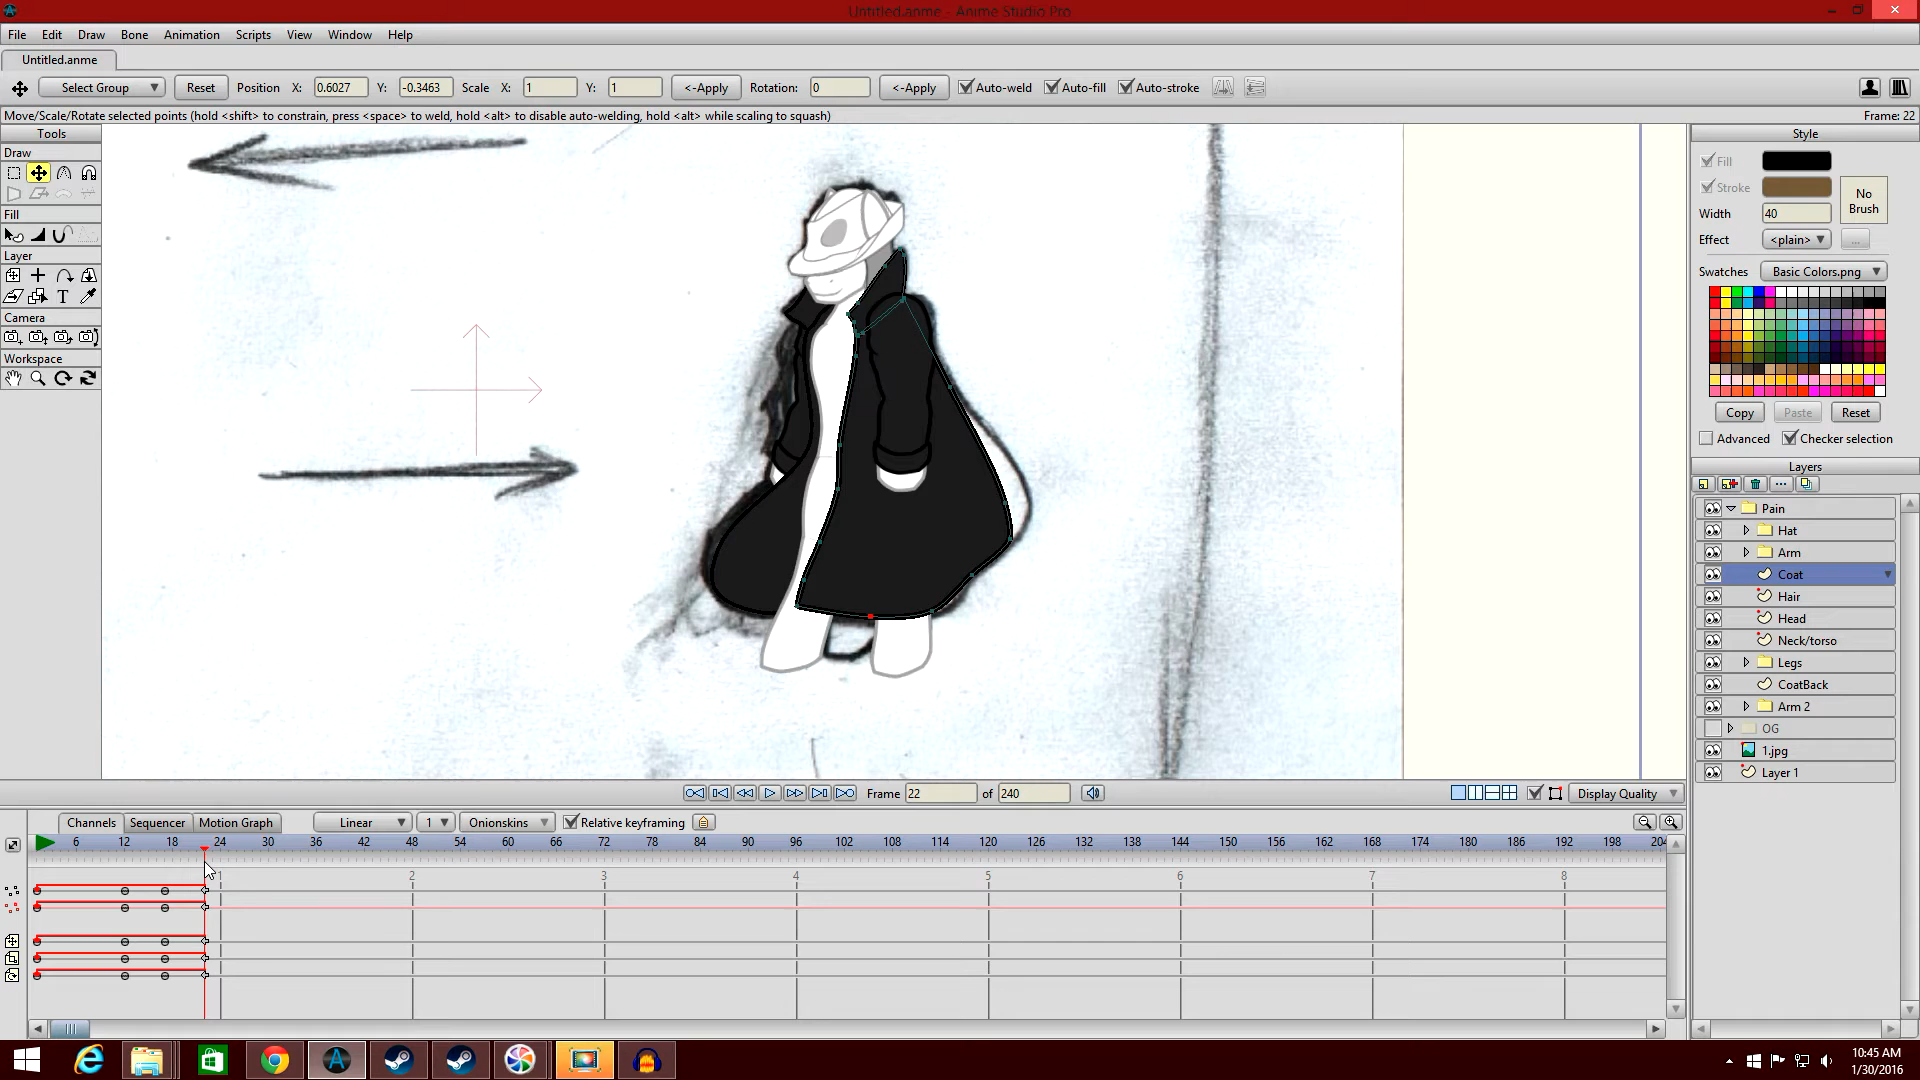 Untitled.anme - Anime Studio Pro
File Edit Draw Bone Animation Scripts View Window Help
Untitled.anme
Select Group Reset Position X: 0.6027 Y: -0.3463 Scale X: 1 Y: 1 <-Apply Rotation: 0 <-Apply Auto-weld Auto-fill Auto-stroke
Move/Scale/Rotate selected points (hold <shift> to constrain, press <space> to weld, hold <alt> to disable auto-welding, hold <alt> while scaling to squash) Frame: 22
Tools
Draw
Fill
Layer
T
Camera
Workspace
Style
Fill
Stroke
No
Brush
Width 40
Effect <plain> ...
Swatches Basic Colors.png
Copy Paste Reset
Advanced Checker selection
Layers
Pain
Hat
Arm
Coat
Hair
Head
Neck/torso
Legs
CoatBack
Arm 2
OG
1.jpg
Layer 1
Frame 22 of 240 Display Quality
Channels Sequencer Motion Graph Linear 1 Onionskins Relative keyframing
6 12 18 24 30 36 42 48 54 60 66 72 78 84 90 96 102 108 114 120 126 132 138 144 150 156 162 168 174 180 186 192 198 204
1 2 3 4 5 6 7 8
10:45 AM
1/30/2016